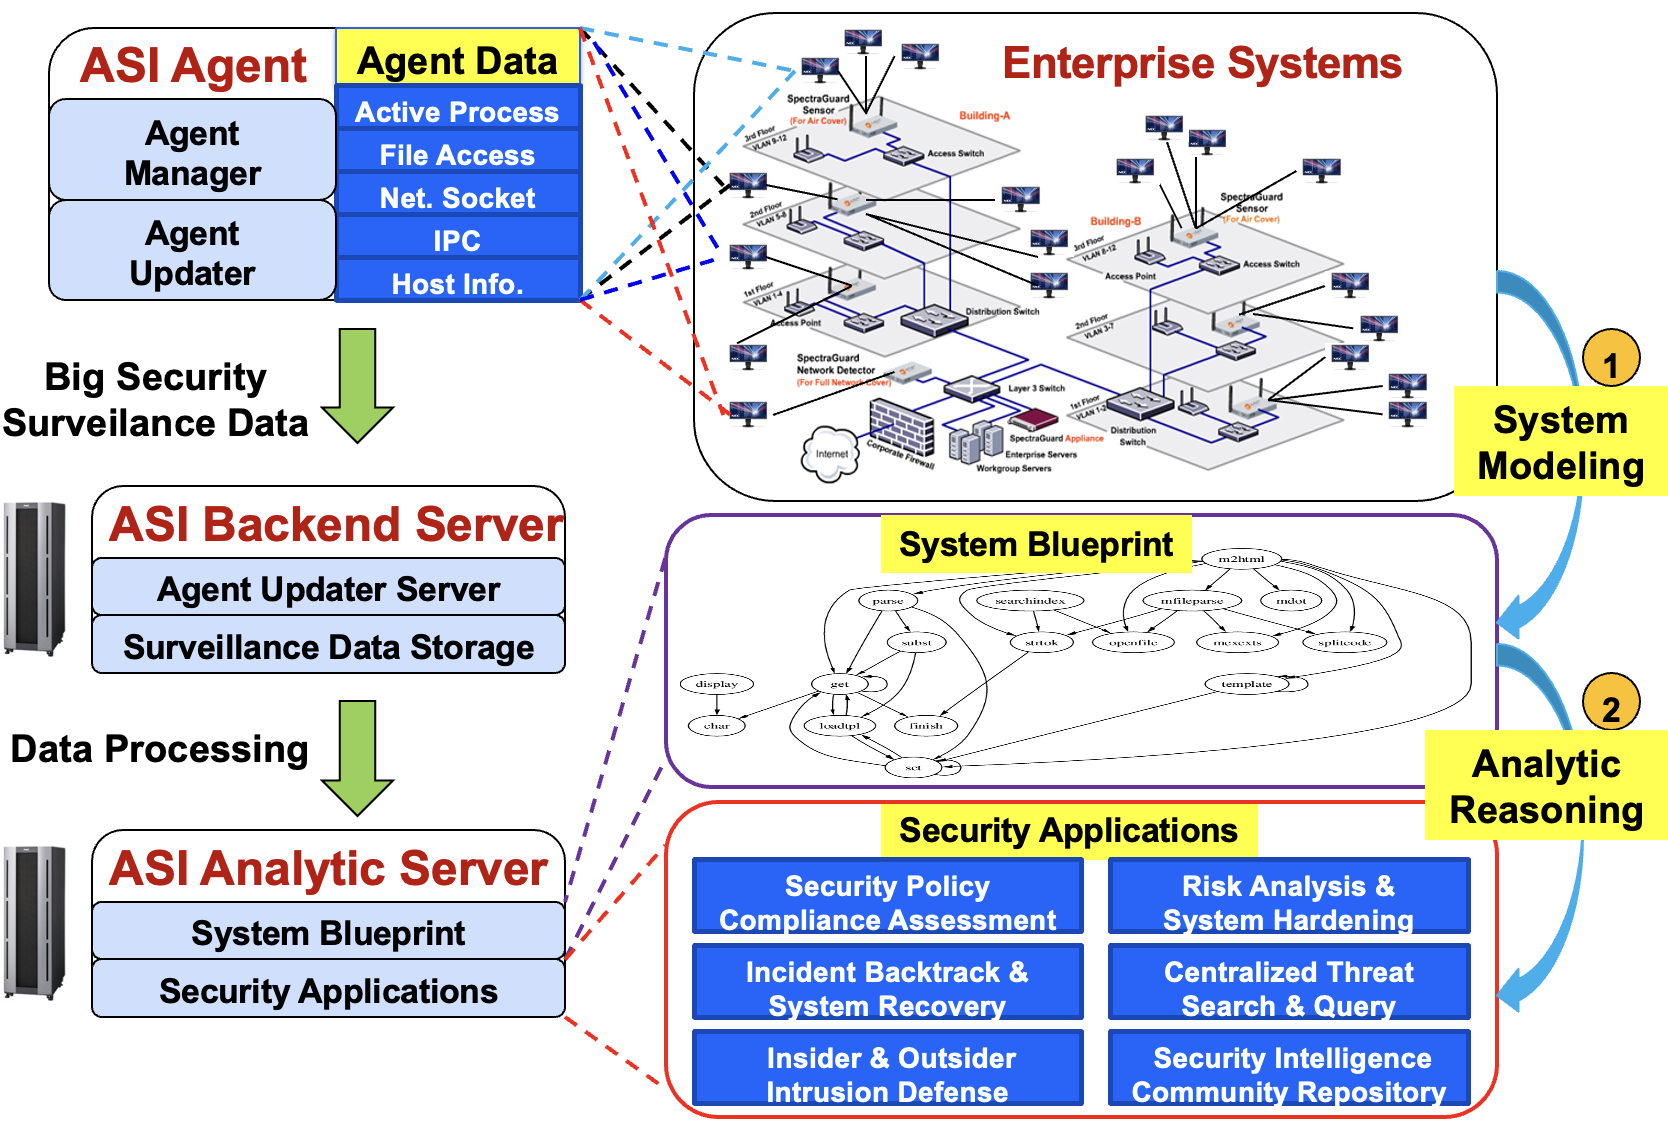 ASI Agent
Agent
Manager
Agent
Updater
Agent Data
Active Process
File Access
Net. Socket
IPC
Host Info.
Big Security
Surveilance Data
ASI Backend Server
Agent Updater Server
Surveillance Data Storage
Data Processing
ASI Analytic Server
System Blueprint
Security Applications
Enterprise Systems
SpectraGuard
Sensor
(For Air Cover)
Building-A
3rd Floor
VLAN 9-12
Access Switch
2nd Floor
VLAN 5-8
1st Floor
VLAN 1-4
Access Point
Distribution Switch
SpectraGuard
Network Detector
(For Full Network Cover)
Layer 3 Switch
Internet
Corporate Firewall
SpectraGuard Appliance
Enterprise Servers
Workgroup Servers
SpectraGuard
Sensor
(For Air Cover)
Building-B
3rd Floor
VLAN 8-12
Access Point
Access Switch
2nd Floor
VLAN 3-7
1st Floor
VLAN 1-2
Distribution
Switch
1
System
Modeling
System Blueprint
m2html
parse
searchindex
mfileparse
mdot
subst
strtok
openfile
mexexts
splitcode
display
get
template
char
loadtpl
finish
set
2
Analytic
Reasoning
Security Applications
Security Policy
Compliance Assessment
Risk Analysis &
System Hardening
Incident Backtrack &
System Recovery
Centralized Threat
Search & Query
Insider & Outsider
Intrusion Defense
Security Intelligence
Community Repository